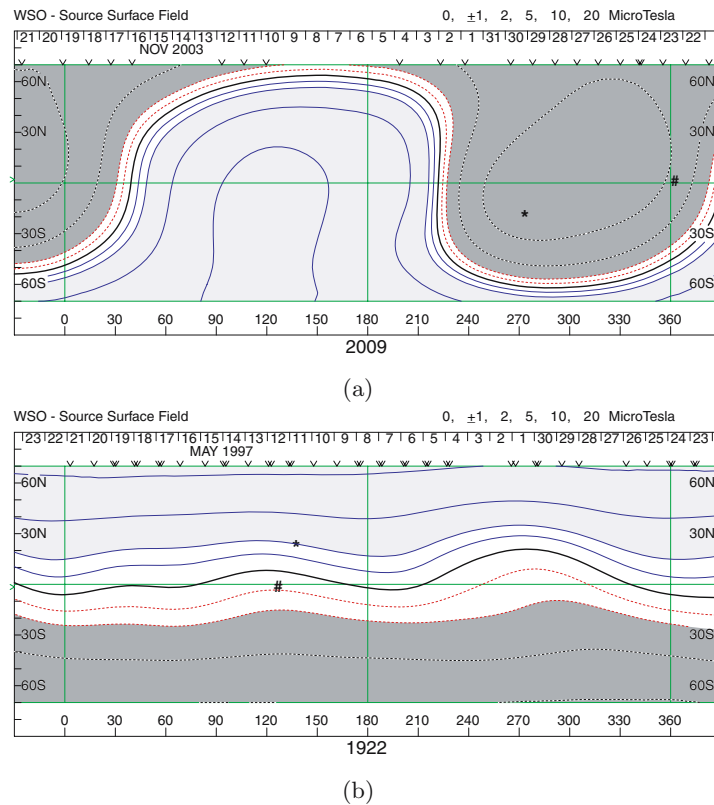 WSO - Source Surface Field 0, ±1, 2, 5, 10, 20 MicroTesla
21 20 19 18 17 16 15 14 13 12 11 10 9 8 7 6 5 4 3 2 1 31 30 29 28 27 26 25 24 23 22
NOV 2003
60N 60N
30N 30N
#
*
30S 30S
60S 60S
0 30 60 90 120 150 180 210 240 270 300 330 360
2009
(a)
WSO - Source Surface Field 0, ±1, 2, 5, 10, 20 MicroTesla
23 22 21 20 19 18 17 16 15 14 13 12 11 10 9 8 7 6 5 4 3 2 1 30 29 28 27 26 25 24 23
MAY 1997
60N 60N
30N * 30N
#
30S 30S
60S 60S
0 30 60 90 120 150 180 210 240 270 300 330 360
1922
(b)